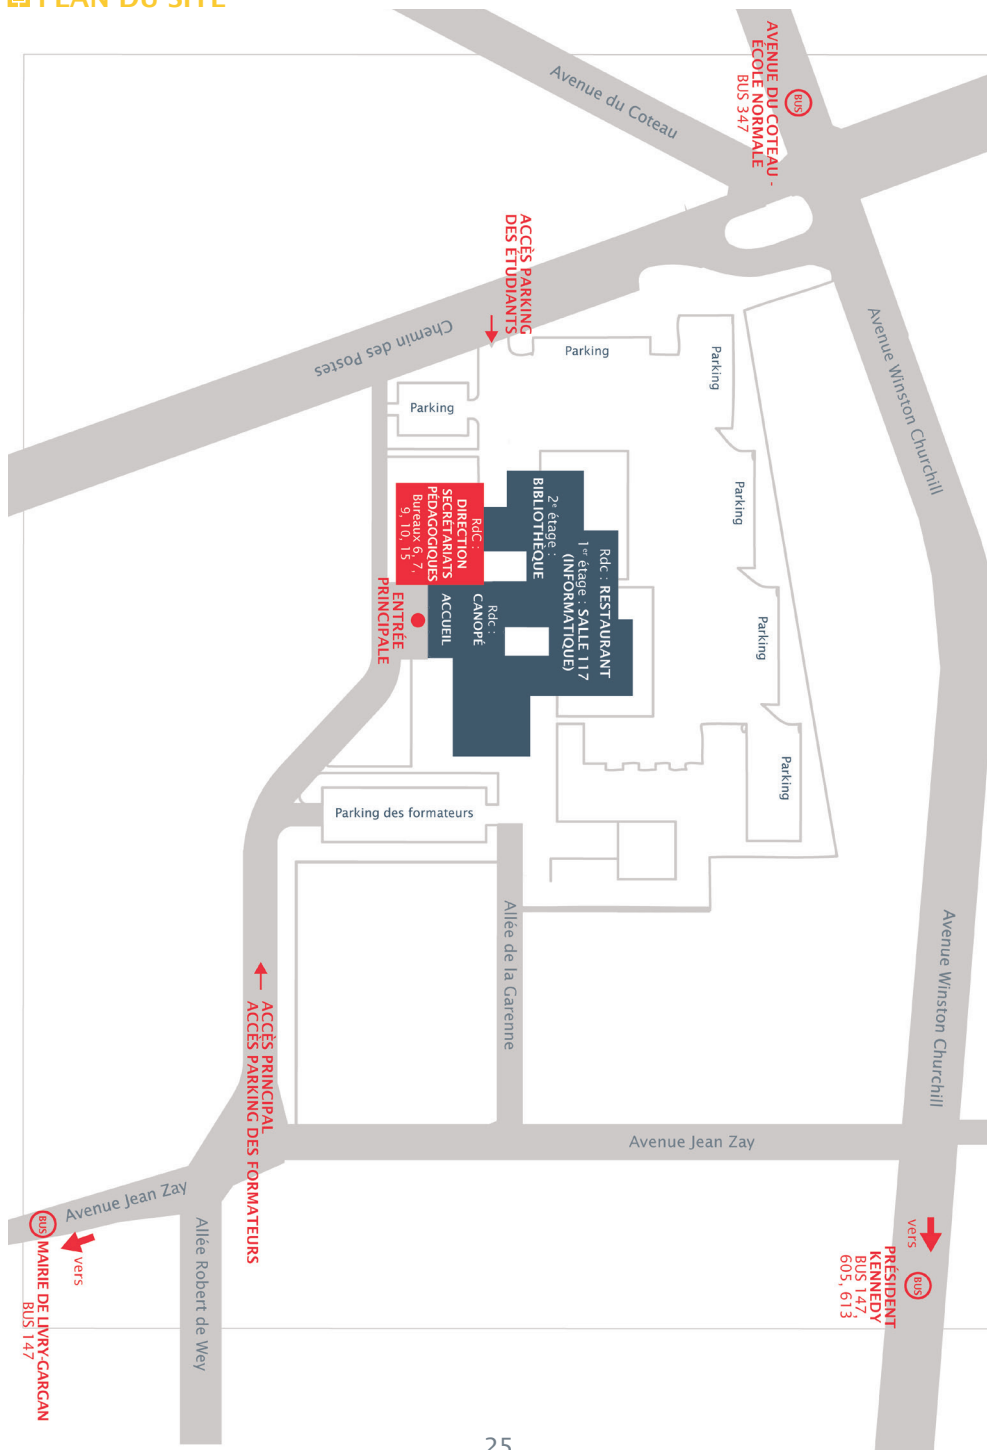 PLAN DU SITE
AVENUE DU COTEAU -
ÉCOLE NORMALE
BUS 347
BUS
Avenue du Coteau
ACCÈS PARKING
DES ÉTUDIANTS
Chemin des Postes
Avenue Winston Churchill
Parking
Parking
Parking
Parking
Parking
Parking
RdC :
DIRECTION
SECRÉTARIATS
PÉDAGOGIQUES
Bureaux 6, 7,
9, 10, 15
2e étage :
BIBLIOTHÈQUE
Rdc : RESTAURANT
1er étage : SALLE 117
(INFORMATIQUE)
Rdc :
CANOPÉ
ACCUEIL
ENTRÉE
PRINCIPALE
Parking des formateurs
Allée de la Garenne
Avenue Winston Churchill
ACCÈS PRINCIPAL
ACCÈS PARKING DES FORMATEURS
Avenue Jean Zay
Avenue Jean Zay
Allée Robert de Wey
vers
BUS
MAIRIE DE LIVRY-GARGAN
BUS 147
vers
BUS
PRÉSIDENT
KENNEDY
BUS 147,
605, 613
25